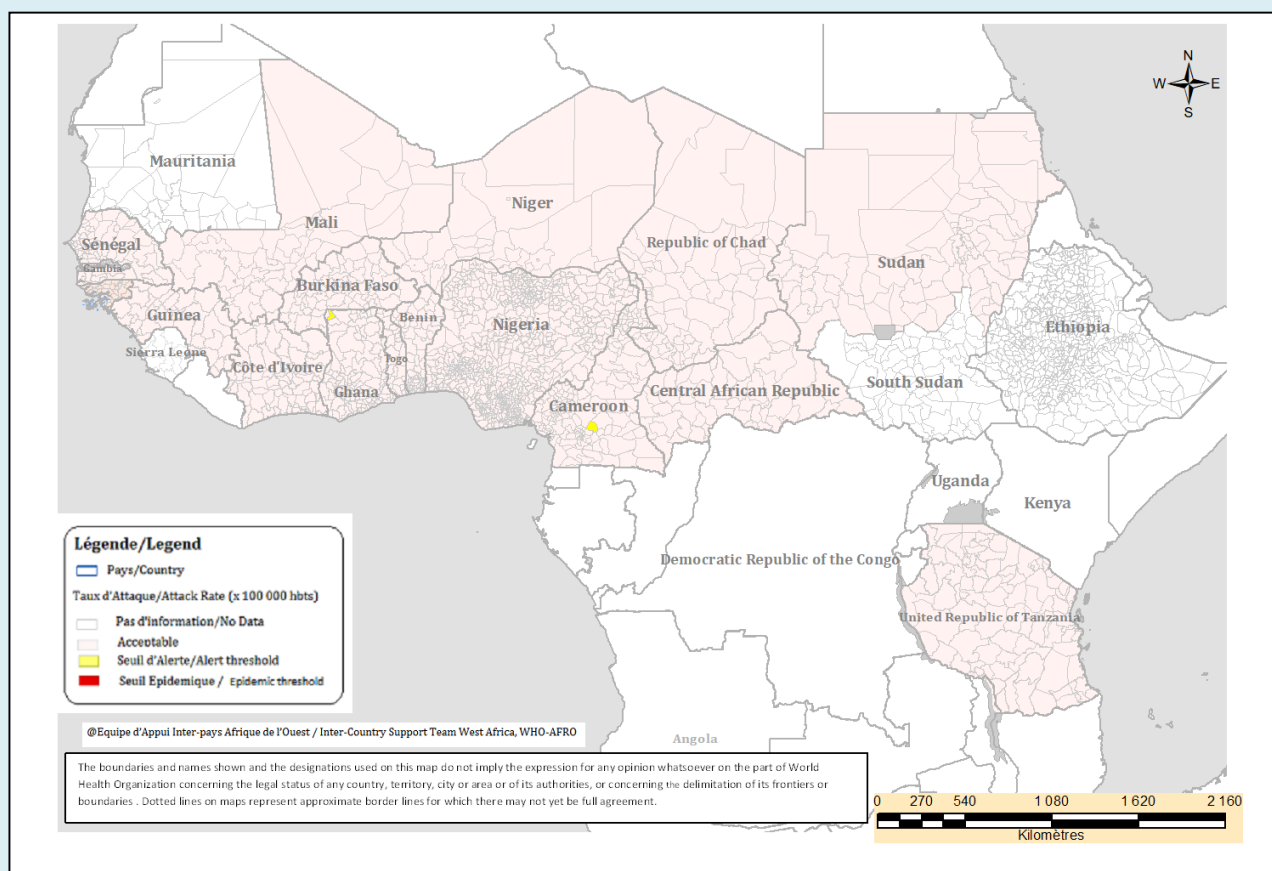 N
W E
S
Mauritania
Mali
Niger
Republic of Chad
Sudan
Sénégal
Gambia
Burkina Faso
Guinea
Benin
Nigeria
Ethiopia
Sierra Leone
Côte d'Ivoire
Togo
Ghana
Cameroon
Central African Republic
South Sudan
Uganda
Kenya
Democratic Republic of the Congo
United Republic of Tanzania
Angola
Légende/Legend
Pays/Country
Taux d'Attaque/Attack Rate (x 100 000 hbts)
Pas d'information/No Data
Acceptable
Seuil d'Alerte/Alert threshold
Seuil Epidemique / Epidemic threshold
@Equipe d'Appui Inter-pays Afrique de l'Ouest / Inter-Country Support Team West Africa, WHO-AFRO
The boundaries and names shown and the designations used on this map do not imply the expression for any opinion whatsoever on the part of World
Health Organization concerning the legal status of any country, territory, city or area or of its authorities, or concerning the delimitation of its frontiers or
boundaries . Dotted lines on maps represent approximate border lines for which there may not yet be full agreement.
0 270 540 1 080 1 620 2 160
Kilomètres